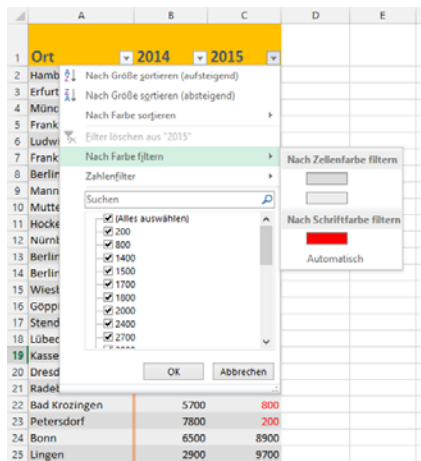 A B C D E
1 Ort 2014 2015
2 Hamb Nach Größe sortieren (aufsteigend)
3 Erfurt Nach Größe sortieren (absteigend)
4 Münc
5 Frank Nach Farbe sortieren
6 Ludwi Filter löschen aus "2015"
7 Frank Nach Farbe filtern Nach Zellenfarbe filtern
8 Berlin Zahlenfilter
9 Mann Suchen
10 Mutte (Alles auswählen)
11 Hocke 200 Nach Schriftfarbe filtern
12 Nürnb 800
13 Berlin 1400 Automatisch
14 Berlin 1500
15 Wiesb 1700
1800
16 Göppi 2000
17 Stend 2400
18 Lübec 2700
19 Kasse
20 Dresd OK Abbrechen
21 Radeb
22 Bad Krozingen 5700 800
23 Petersdorf 7800 200
24 Bonn 6500 8900
25 Lingen 2900 9700